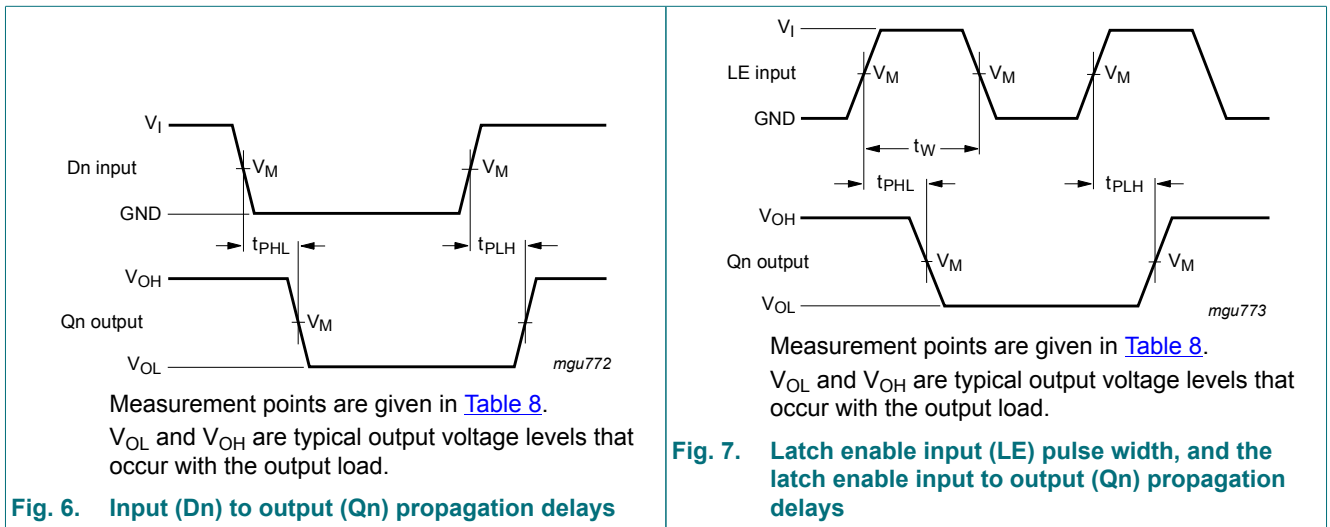 VI
Dn input
VM
VM
GND
tPHL
tPLH
VOH
Qn output
VM
VOL
mgu772
Measurement points are given in Table 8.
VOL and VOH are typical output voltage levels that
occur with the output load.
Fig. 6. Input (Dn) to output (Qn) propagation delays
VI
LE input
VM
VM
VM
GND
tW
tPHL
tPLH
VOH
Qn output
VM
VM
VOL
mgu773
Measurement points are given in Table 8.
VOL and VOH are typical output voltage levels that
occur with the output load.
Fig. 7. Latch enable input (LE) pulse width, and the
latch enable input to output (Qn) propagation
delays